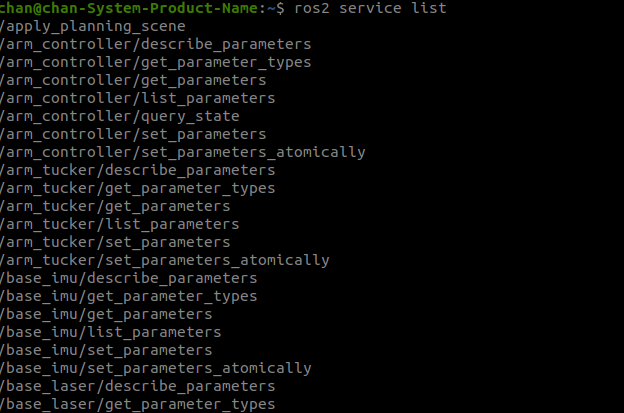 chan@chan-System-Product-Name:~$ ros2 service list
/apply_planning_scene
/arm_controller/describe_parameters
/arm_controller/get_parameter_types
/arm_controller/get_parameters
/arm_controller/list_parameters
/arm_controller/query_state
/arm_controller/set_parameters
/arm_controller/set_parameters_atomically
/arm_tucker/describe_parameters
/arm_tucker/get_parameter_types
/arm_tucker/get_parameters
/arm_tucker/list_parameters
/arm_tucker/set_parameters
/arm_tucker/set_parameters_atomically
/base_imu/describe_parameters
/base_imu/get_parameter_types
/base_imu/get_parameters
/base_imu/list_parameters
/base_imu/set_parameters
/base_imu/set_parameters_atomically
/base_laser/describe_parameters
/base_laser/get_parameter_types